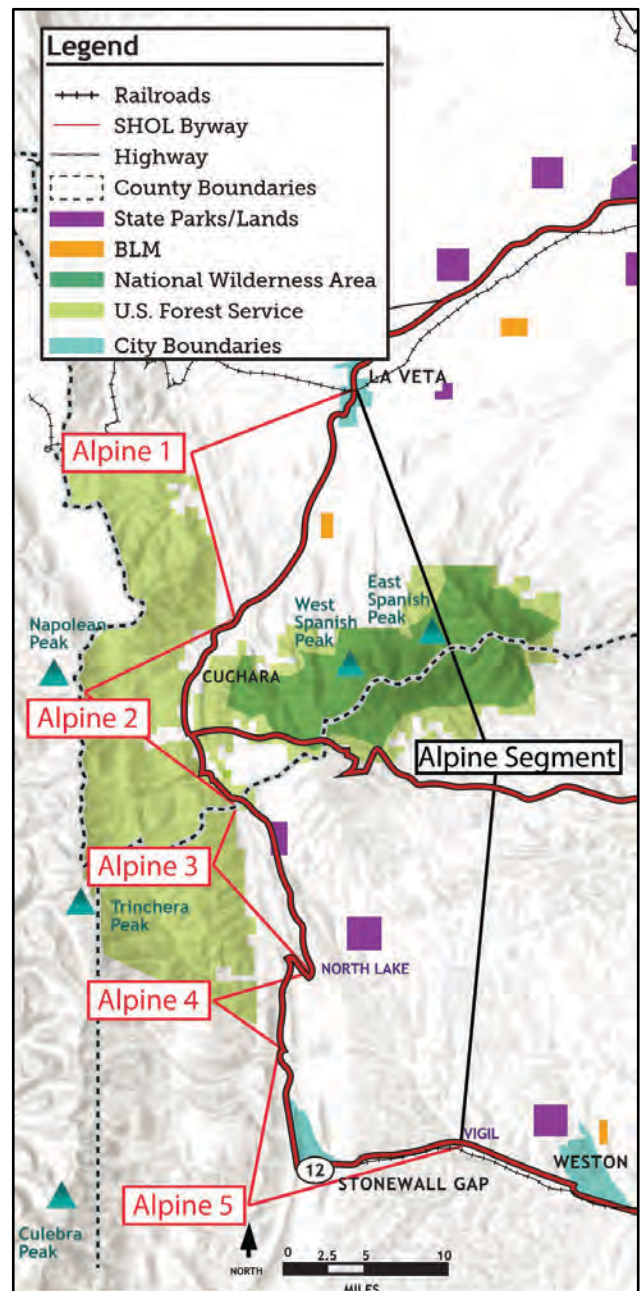 Legend
Railroads
SHOL Byway
Highway
County Boundaries
State Parks/Lands
BLM
National Wilderness Area
U.S. Forest Service
City Boundaries
LA VETA
Alpine 1
East
Spanish
Peak
West
Spanish
Peak
Napolean
Peak
CUCHARA
Alpine 2
Alpine Segment
Alpine 3
Trinchera
Peak
NORTH LAKE
Alpine 4
VIGIL
WESTON
12
STONEWALL GAP
Alpine 5
Culebra
Peak
NORTH
0 2.5 5 10
MILES